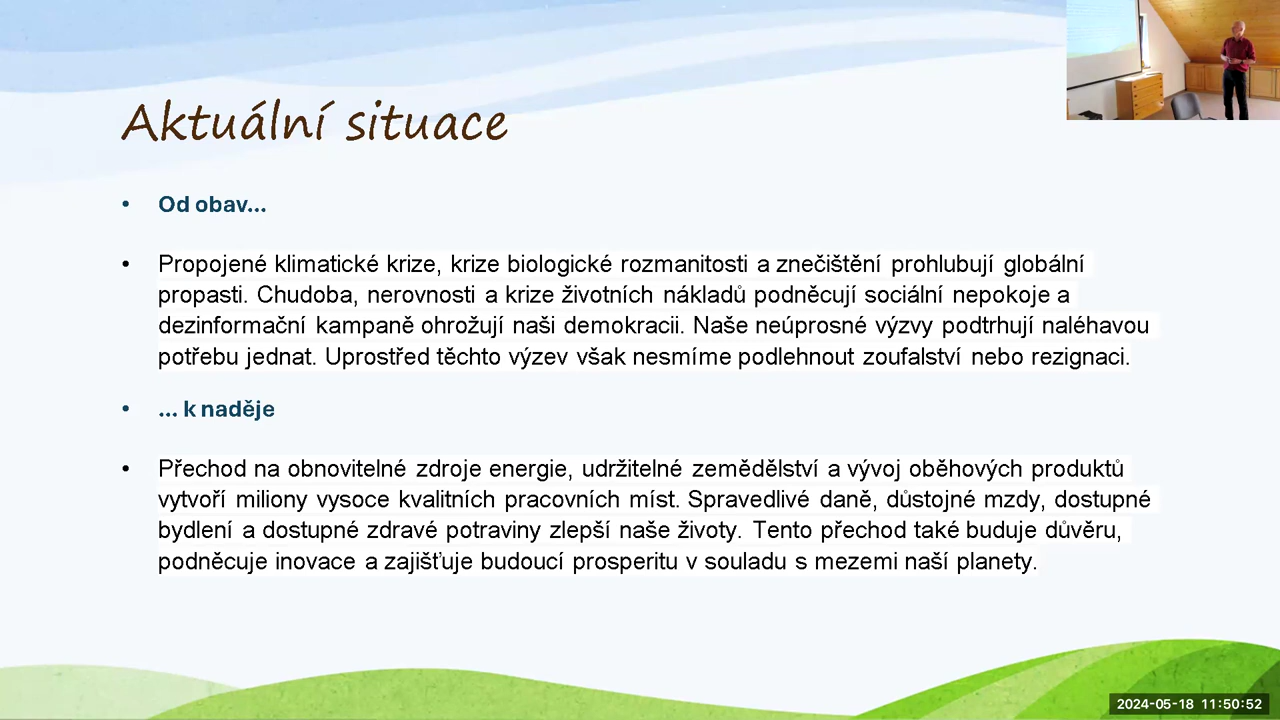 Aktuální situace
• Od obav...
• Propojené klimatické krize, krize biologické rozmanitosti a znečištění prohlubují globální
propasti. Chudoba, nerovnosti a krize životních nákladů podněcují sociální nepokoje a
dezinformační kampaně ohrožují naši demokracii. Naše neúprosné výzvy podtrhují naléhavou
potřebu jednat. Uprostřed těchto výzev však nesmíme podlehnout zoufalství nebo rezignaci.
• ... k naděje
• Přechod na obnovitelné zdroje energie, udržitelné zemědělství a vývoj oběhových produktů
vytvoří miliony vysoce kvalitních pracovních míst. Spravedlivé daně, důstojné mzdy, dostupné
bydlení a dostupné zdravé potraviny zlepší naše životy. Tento přechod také buduje důvěru,
podněcuje inovace a zajišťuje budoucí prosperitu v souladu s mezemi naší planety.
2024-05-18 11:50:52